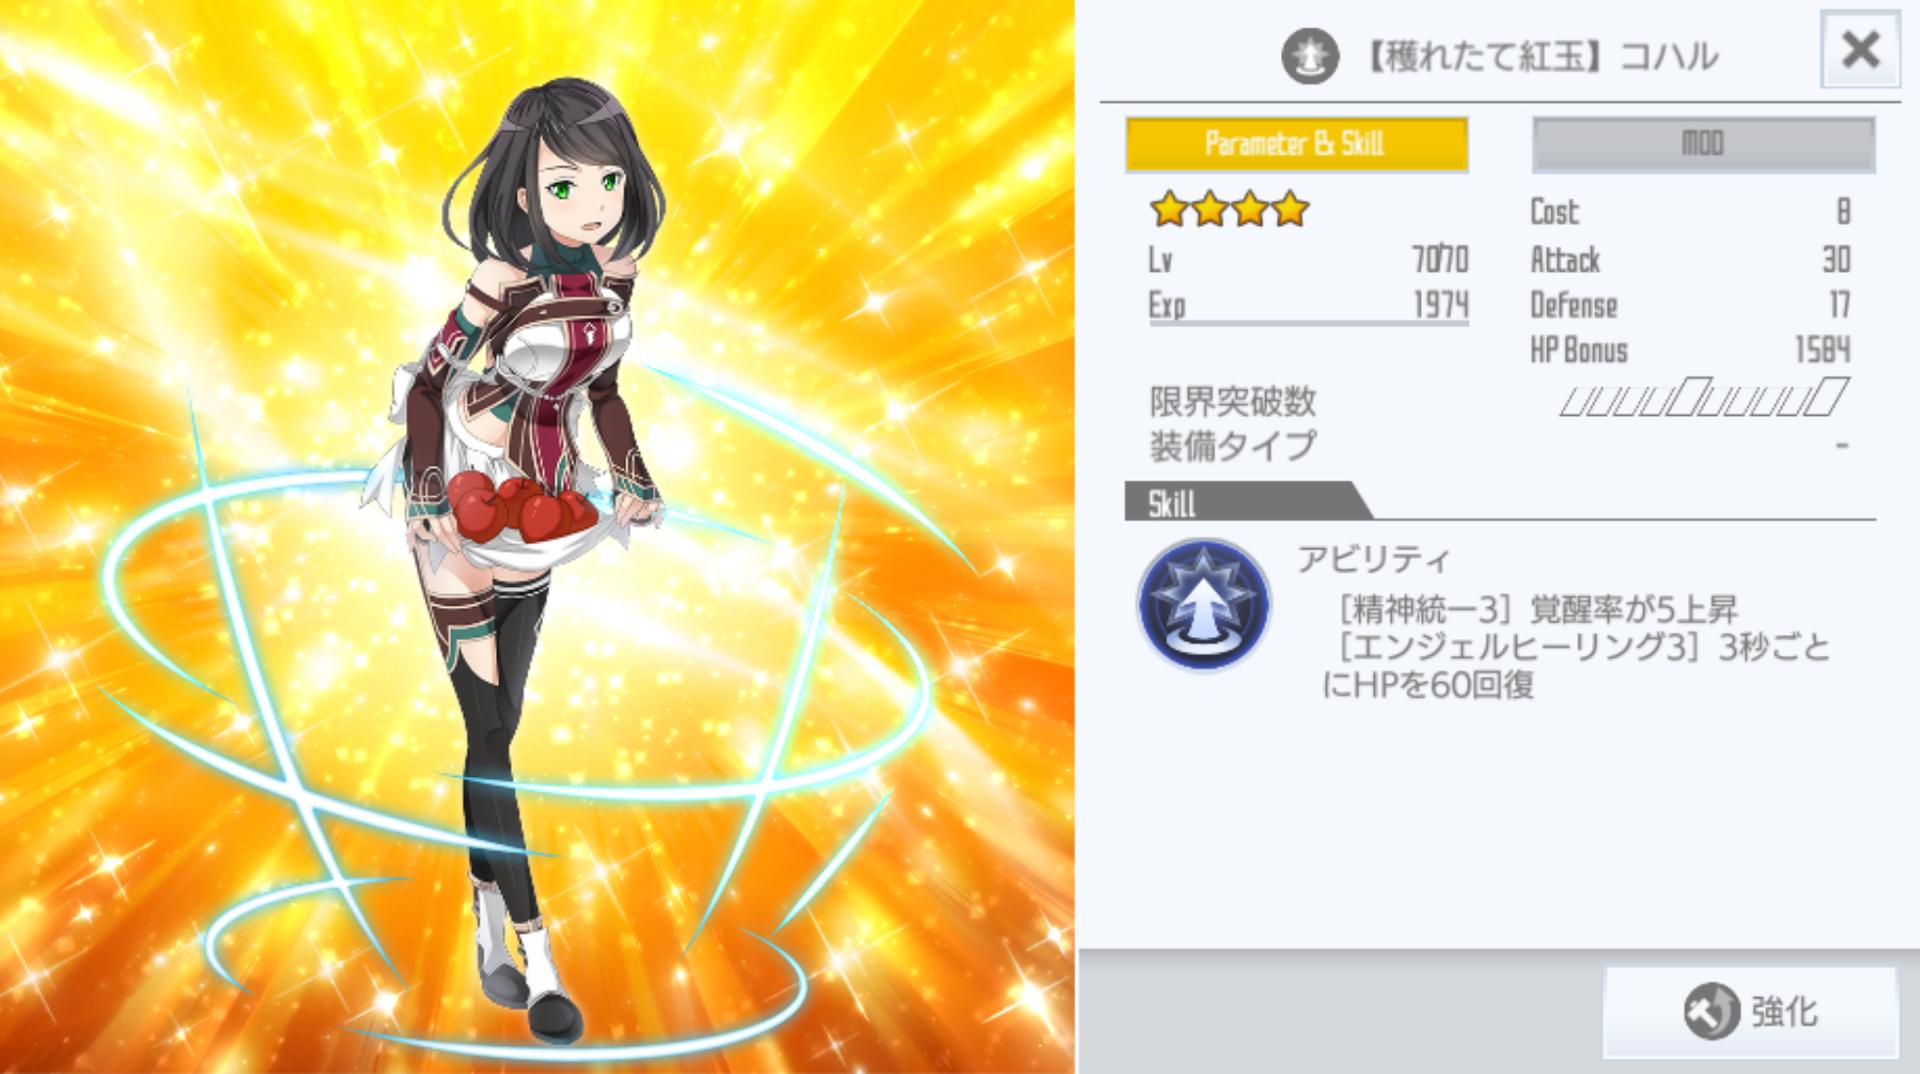 【穫れたて紅玉】コハル
Parameter & Skill
MOD
Lv 70/70
Exp 1974
Cost 8
Attack 30
Defense 17
HP Bonus 1584
限界突破数
装備タイプ -
Skill
アビリティ
［精神統一3］覚醒率が5上昇
［エンジェルヒーリング3］3秒ごと
にHPを60回復
強化